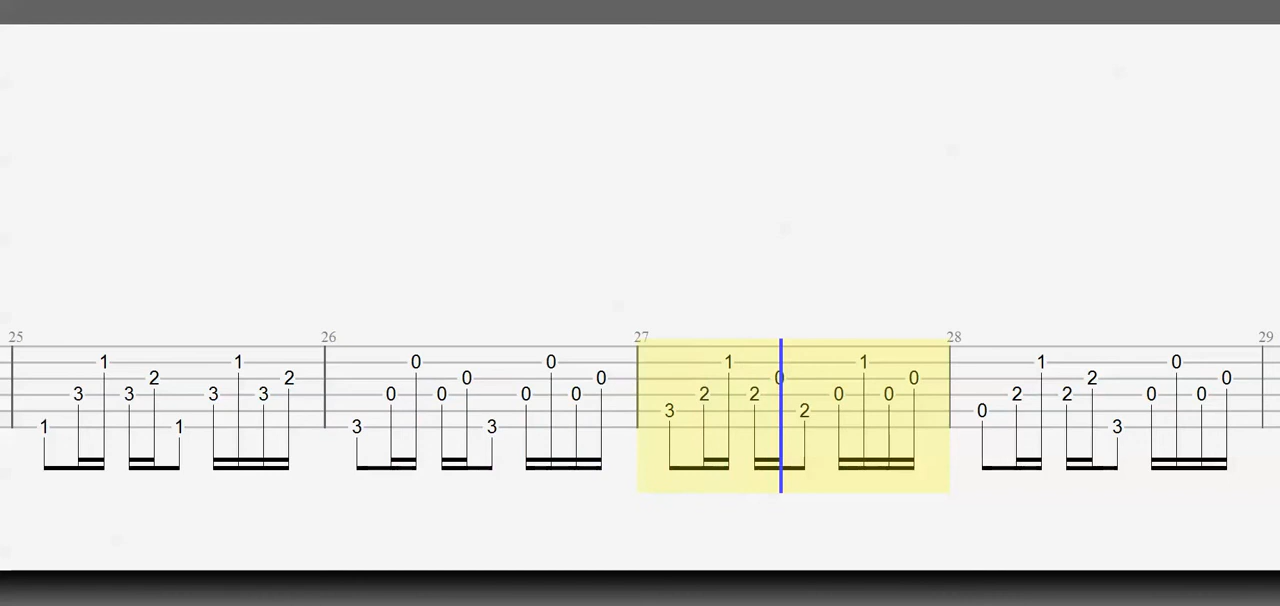 25 26 27 28 29
1 1 0 0 1 1 1 0
2 2 0 0 0 0 2 0
3 3 3 3 0 0 0 0 2 2 0 0 2 2 0 0
3 2 0
1 1 3 3 3